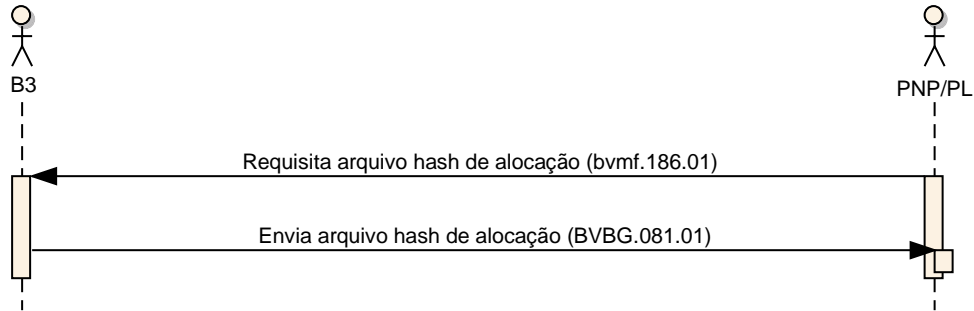 B3
PNP/PL
Requisita arquivo hash de alocação (bvmf.186.01)
Envia arquivo hash de alocação (BVBG.081.01)